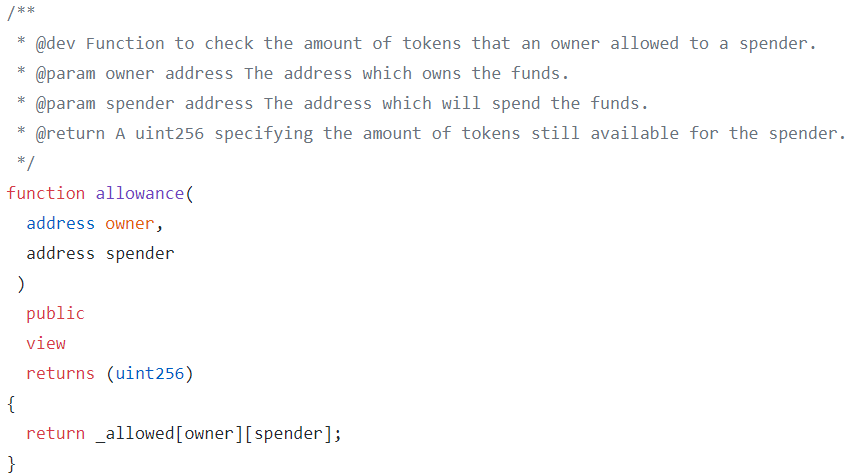 /**
 * @dev Function to check the amount of tokens that an owner allowed to a spender.
 * @param owner address The address which owns the funds.
 * @param spender address The address which will spend the funds.
 * @return A uint256 specifying the amount of tokens still available for the spender.
 */
function allowance(
  address owner,
  address spender
 )
  public
  view
  returns (uint256)
{
  return _allowed[owner][spender];
}